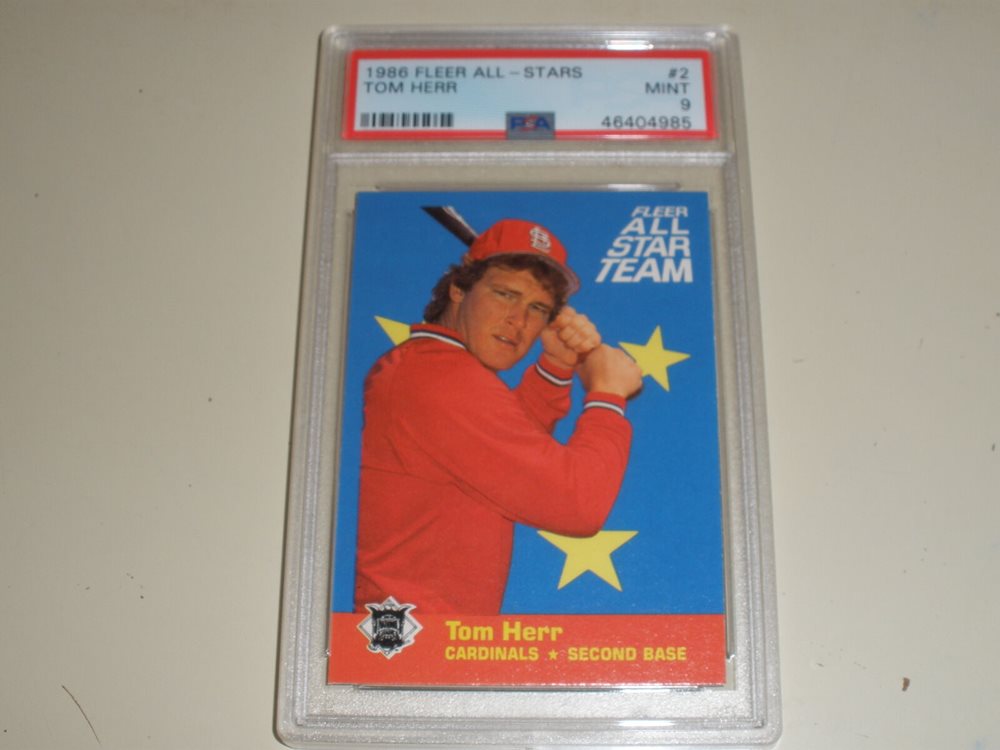 1986 FLEER ALL - STARS #2
TOM HERR MINT
9
PSA 46404985
FLEER
ALL
STAR
TEAM
Tom Herr
CARDINALS ★ SECOND BASE